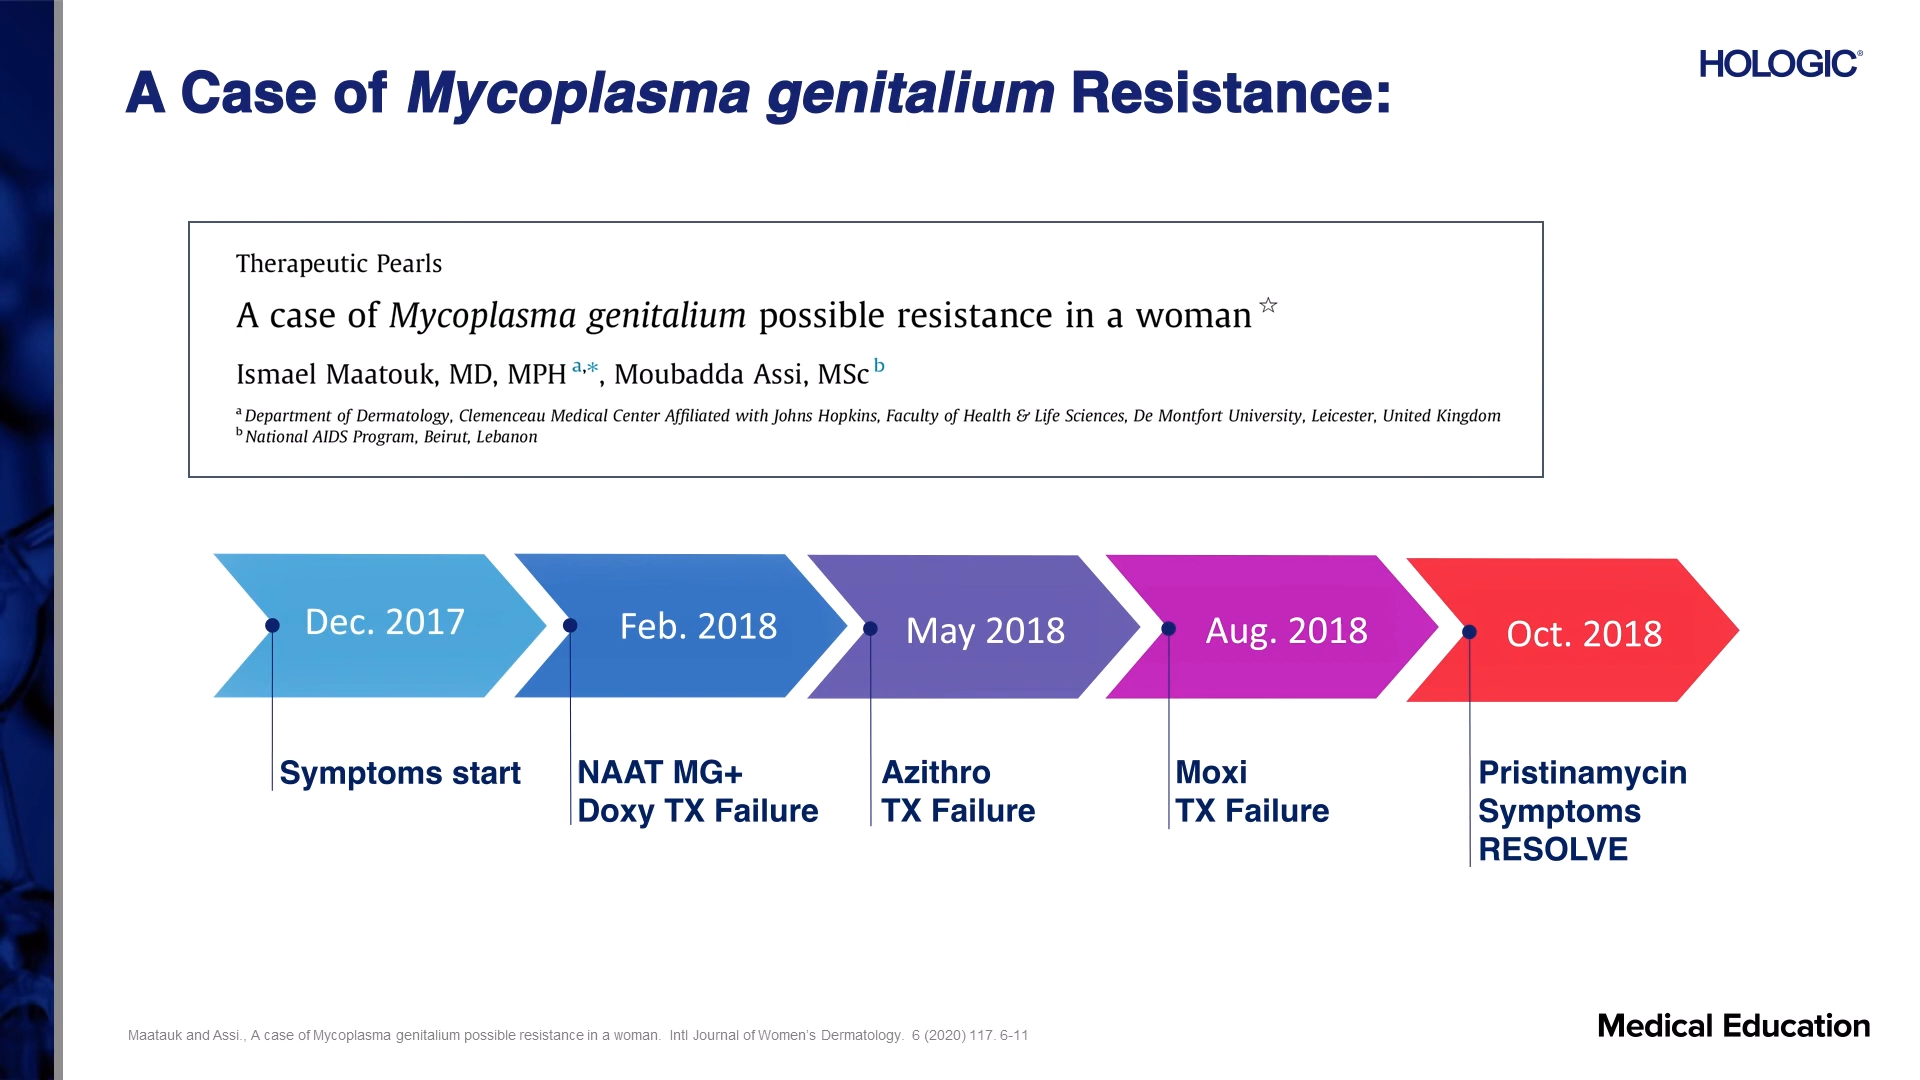 HOLOGIC®
A Case of Mycoplasma genitalium Resistance:
Therapeutic Pearls
A case of Mycoplasma genitalium possible resistance in a woman ☆
Ismael Maatouk, MD, MPH a,*, Moubadda Assi, MSc b
a Department of Dermatology, Clemenceau Medical Center Affiliated with Johns Hopkins, Faculty of Health & Life Sciences, De Montfort University, Leicester, United Kingdom
b National AIDS Program, Beirut, Lebanon
Dec. 2017
Feb. 2018
May 2018
Aug. 2018
Oct. 2018
Symptoms start
NAAT MG+
Doxy TX Failure
Azithro
TX Failure
Moxi
TX Failure
Pristinamycin
Symptoms
RESOLVE
Maatauk and Assi., A case of Mycoplasma genitalium possible resistance in a woman. Intl Journal of Women's Dermatology. 6 (2020) 117. 6-11
Medical Education